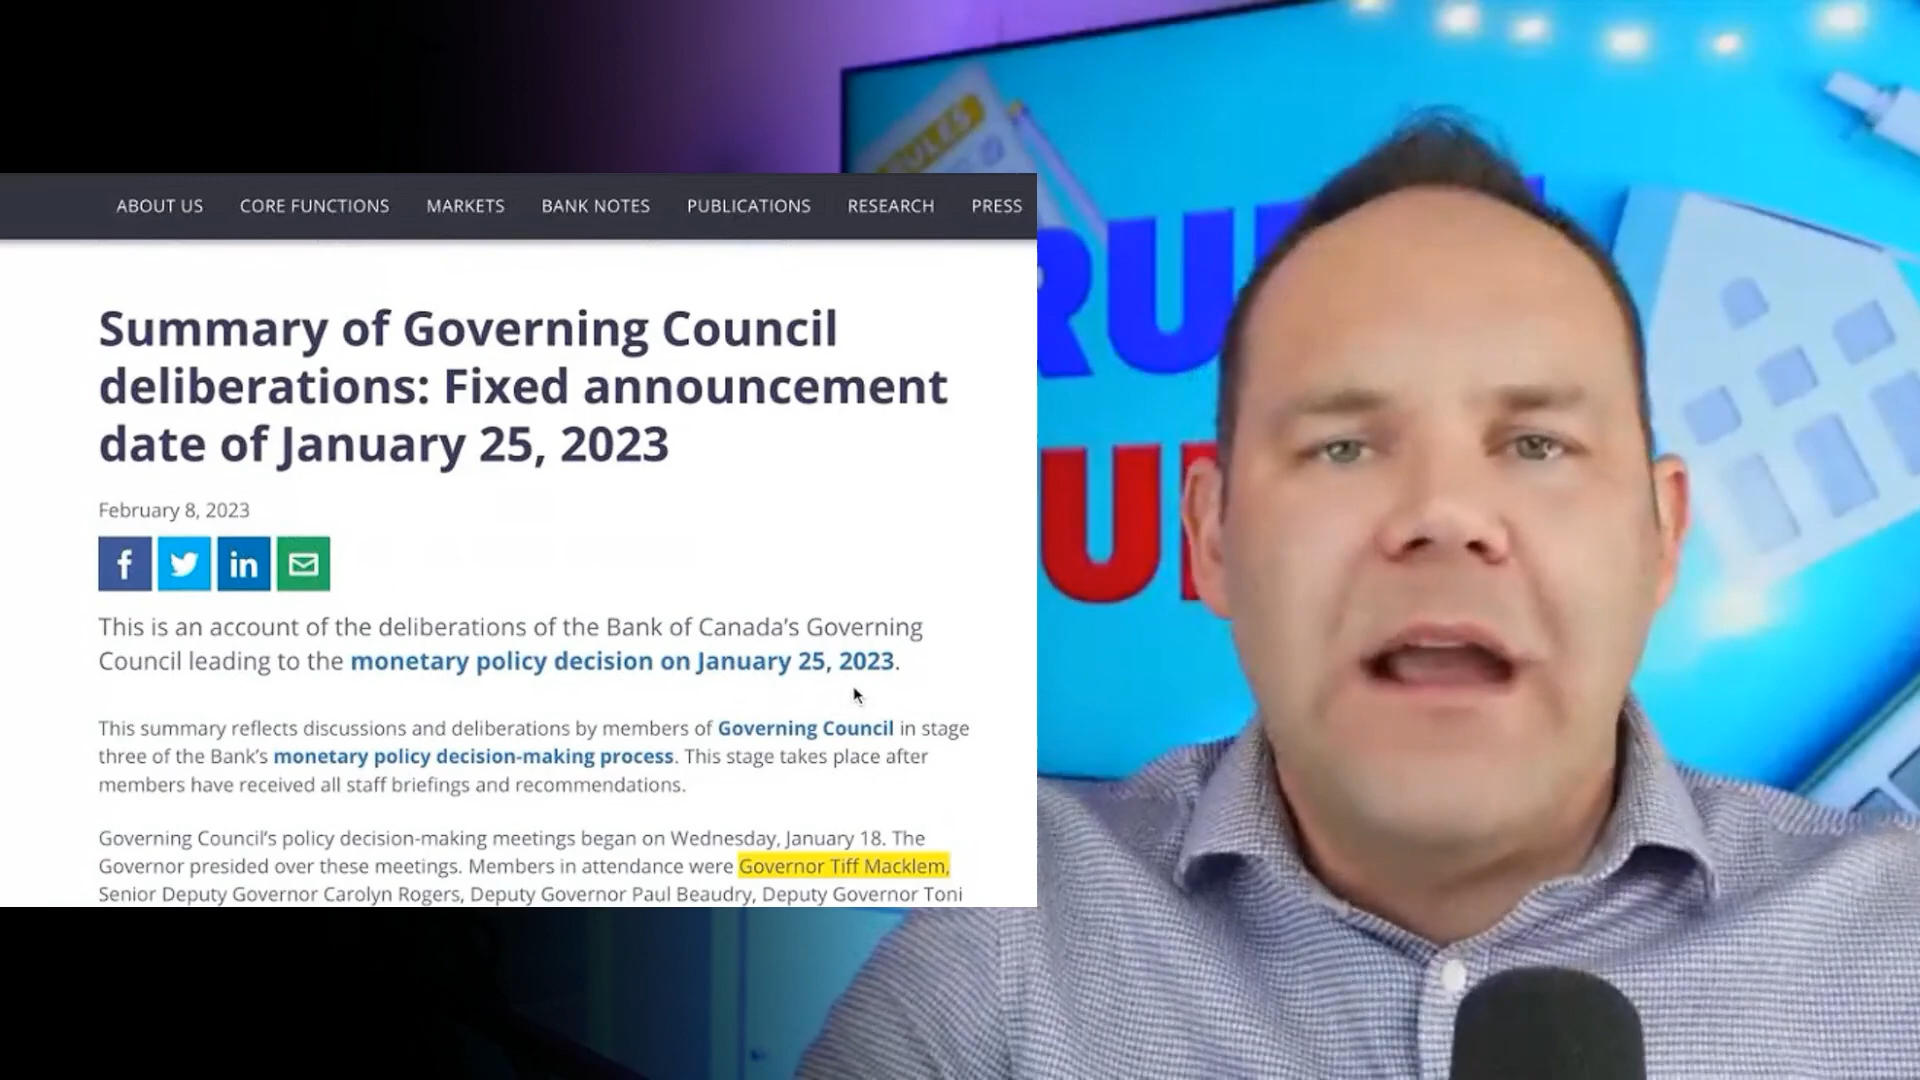 ABOUT US CORE FUNCTIONS MARKETS BANK NOTES PUBLICATIONS RESEARCH PRESS
Summary of Governing Council
deliberations: Fixed announcement
date of January 25, 2023
February 8, 2023
This is an account of the deliberations of the Bank of Canada’s Governing
Council leading to the monetary policy decision on January 25, 2023.
This summary reflects discussions and deliberations by members of Governing Council in stage
three of the Bank’s monetary policy decision-making process. This stage takes place after
members have received all staff briefings and recommendations.
Governing Council’s policy decision-making meetings began on Wednesday, January 18. The
Governor presided over these meetings. Members in attendance were Governor Tiff Macklem,
Senior Deputy Governor Carolyn Rogers, Deputy Governor Paul Beaudry, Deputy Governor Toni
RULES